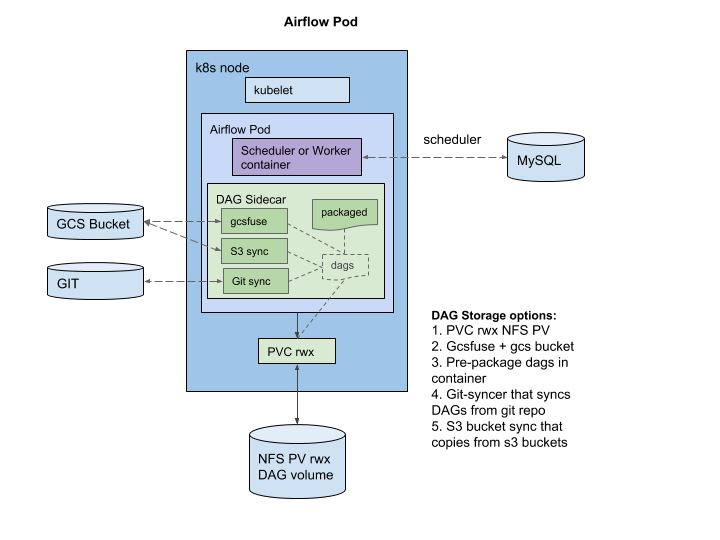 Airflow Pod
k8s node
kubelet
Airflow Pod
Scheduler or Worker
container
scheduler
MySQL
DAG Sidecar
packaged
gcsfuse
GCS Bucket
S3 sync
dags
Git sync
GIT
PVC rwx
NFS PV rwx
DAG volume
DAG Storage options:
1. PVC rwx NFS PV
2. Gcsfuse + gcs bucket
3. Pre-package dags in
container
4. Git-syncer that syncs
DAGs from git repo
5. S3 bucket sync that
copies from s3 buckets